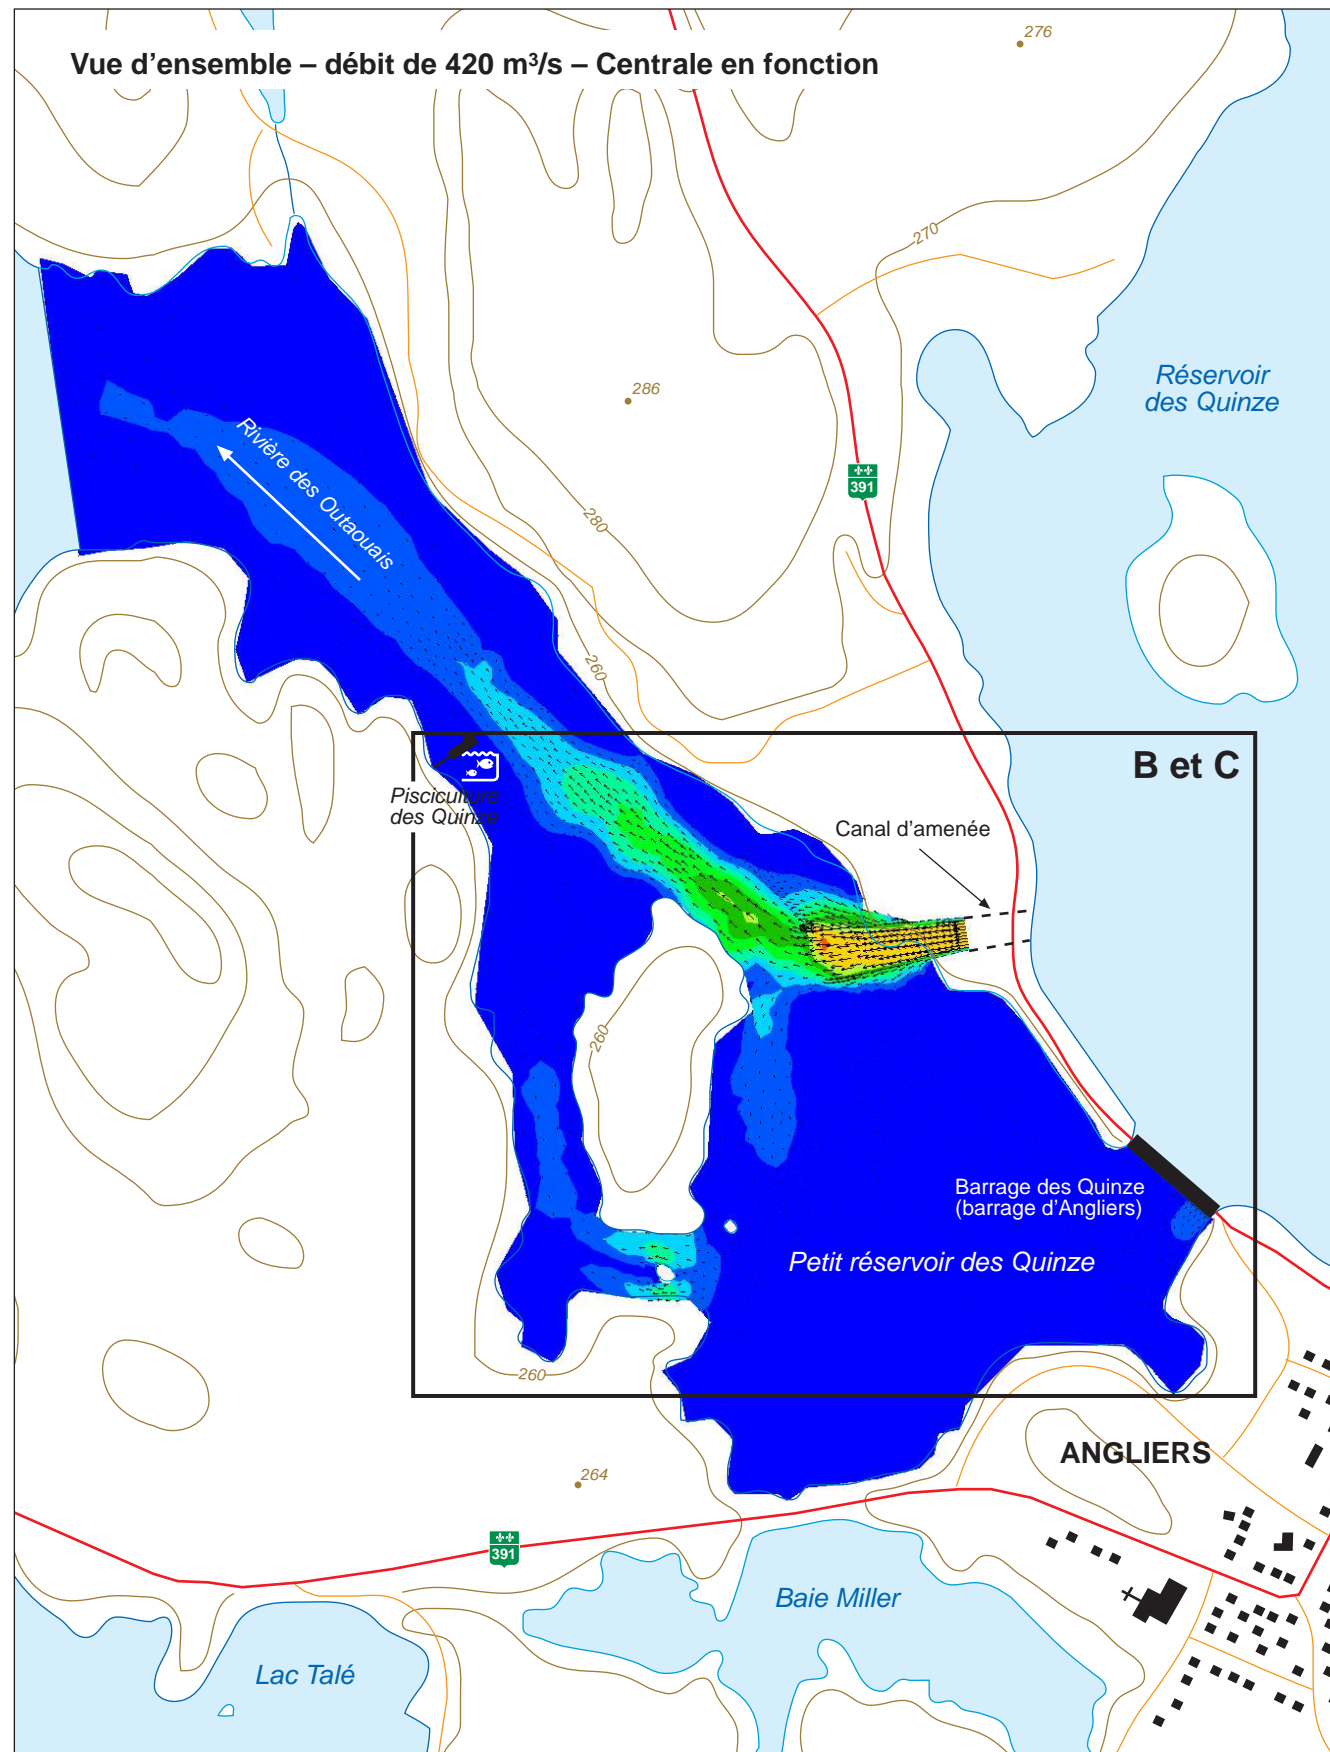 276
Vue d’ensemble – débit de 420 m³/s – Centrale en fonction
270
Réservoir
des Quinze
286
Rivière des Outaouais
391
280
260
B et C
Pisciculture
des Quinze
Canal d’amenée
260
Barrage des Quinze
(barrage d’Angliers)
Petit réservoir des Quinze
260
ANGLIERS
264
391
Baie Miller
Lac Talé